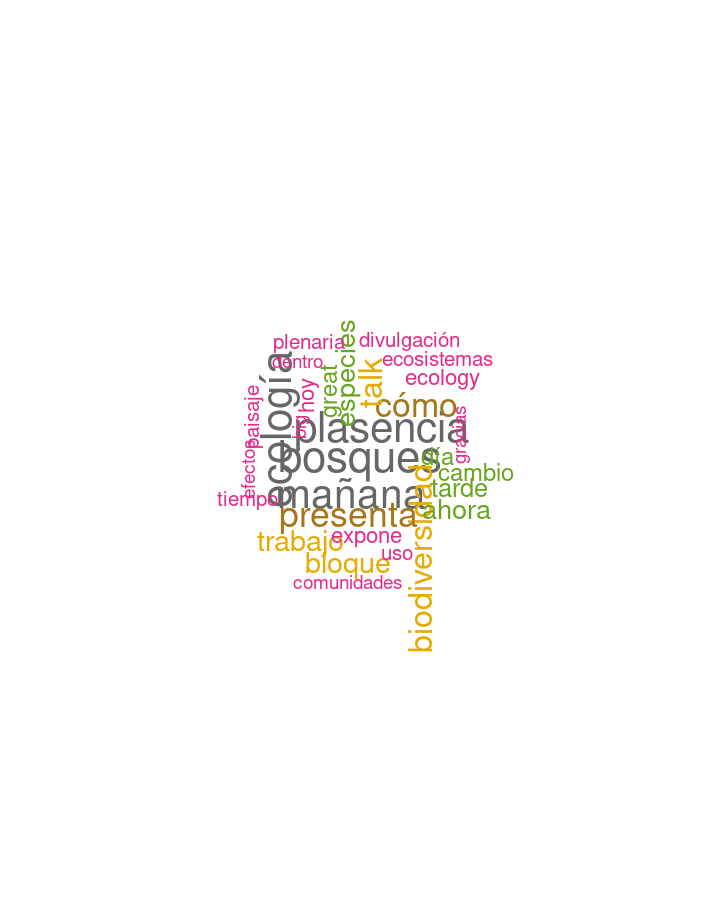 plenaria
divulgación
dentro
ecosistemas
ecology
ecología
especies
talk
great
hoy
big
paisaje
cómo
plasencia
gracias
bosques
día
cambio
efectos
tiempo
mañana
tarde
presenta
ahora
biodiversidad
trabajo
expone
bloque
uso
comunidades